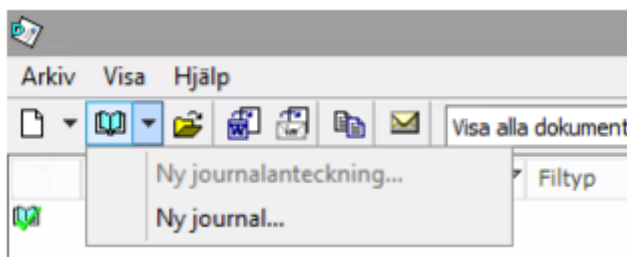 Arkiv Visa Hjälp
Visa alla dokument
Filtyp
Ny journalanteckning...
Ny journal...